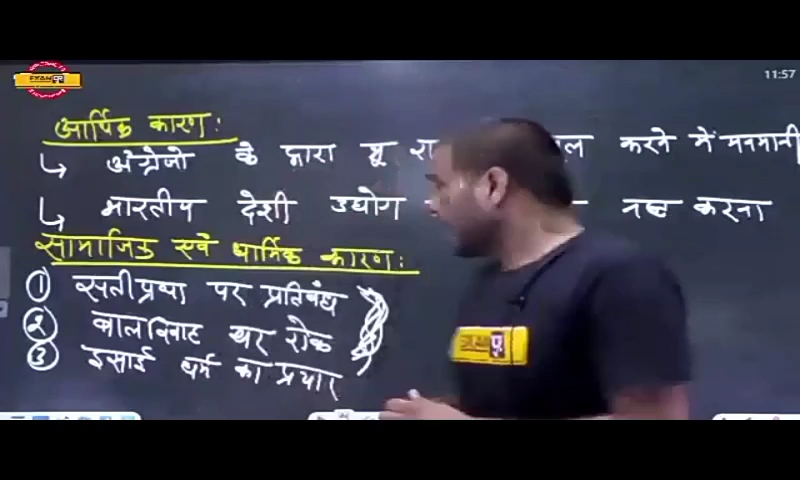 11:57
आर्थिक कारण:
↳ अंग्रेजो के द्वारा भू रा ल करने में मनमानी
↳ भारतीय देशी उद्योग नष्ट करना
सामाजिक एवं धार्मिक कारण:
① सतीप्रथा पर प्रतिबंध
② बालविवाह पर रोक
③ इसाई धर्म का प्रचार